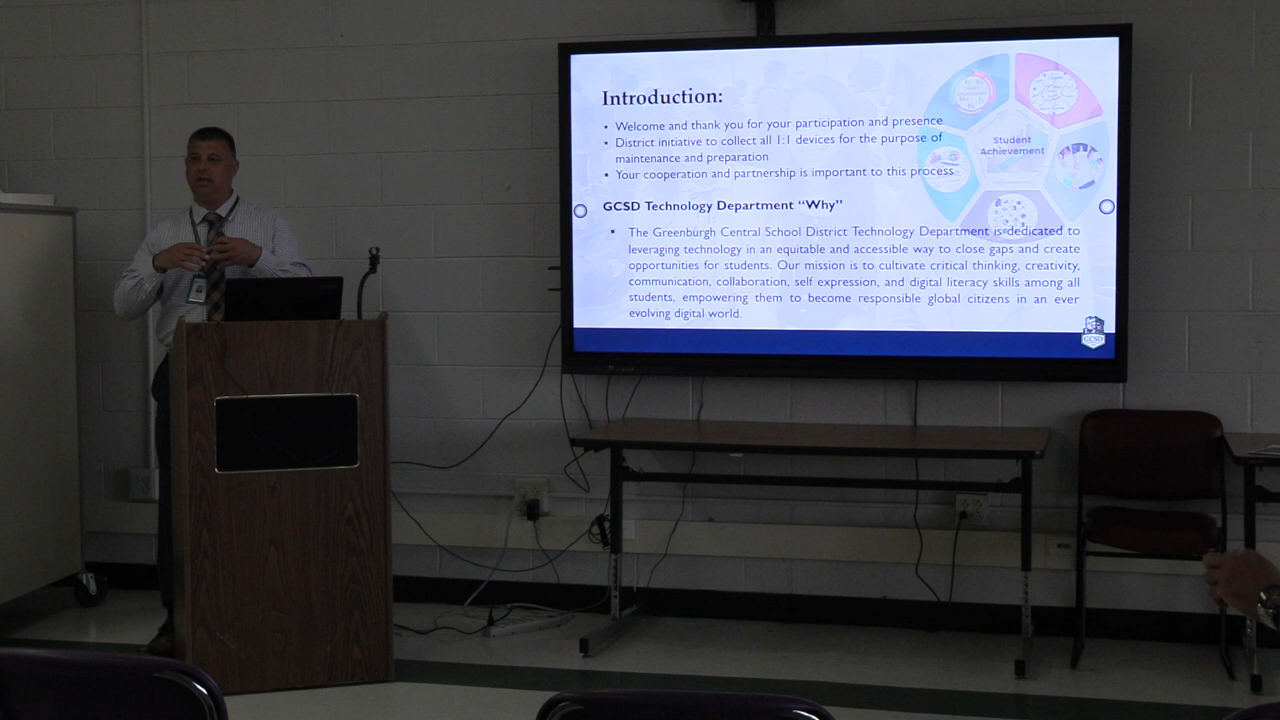 Introduction:
▪ Welcome and thank you for your participation and presence
▪ District initiative to collect all 1:1 devices for the purpose of
maintenance and preparation
▪ Your cooperation and partnership is important to this process
Student
Achievement
GCSD Technology Department “Why”
▪ The Greenburgh Central School District Technology Department is dedicated to
leveraging technology in an equitable and accessible way to close gaps and create
opportunities for students. Our mission is to cultivate critical thinking, creativity,
communication, collaboration, self expression, and digital literacy skills among all
students, empowering them to become responsible global citizens in an ever
evolving digital world.
GCSD